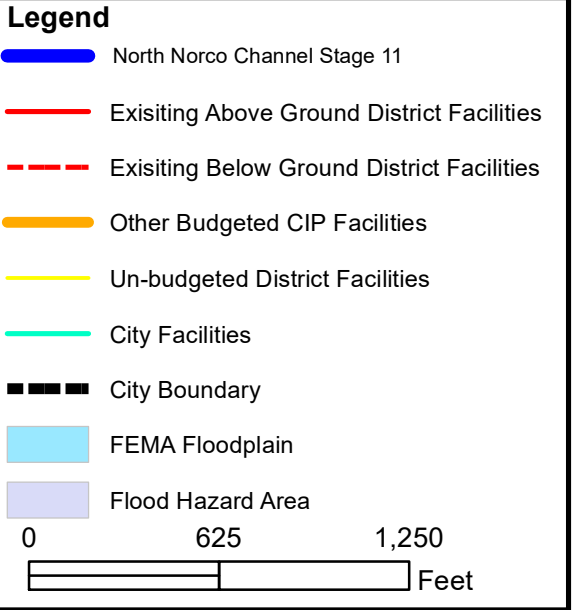 Legend
North Norco Channel Stage 11
Exisiting Above Ground District Facilities
Exisiting Below Ground District Facilities
Other Budgeted CIP Facilities
Un-budgeted District Facilities
City Facilities
City Boundary
FEMA Floodplain
Flood Hazard Area
0 625 1,250
Feet